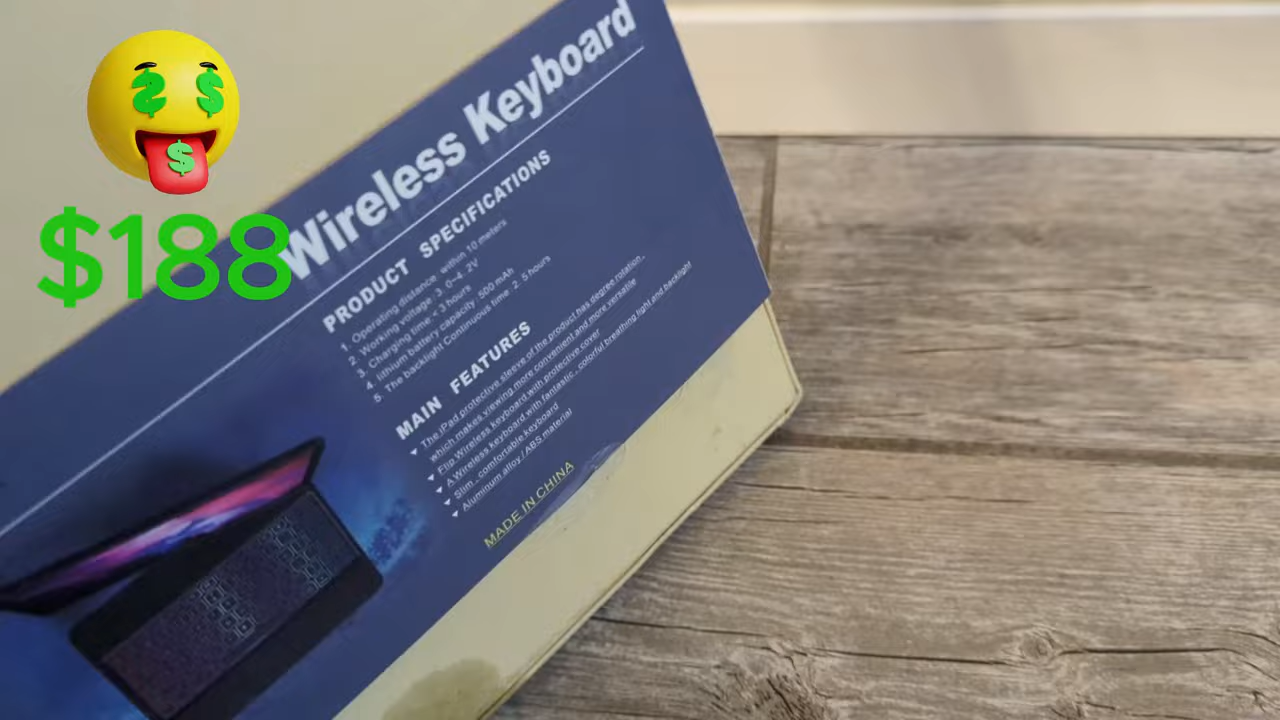 $188
Wireless Keyboard
PRODUCT SPECIFICATIONS
1. Operating distance within 10 meters
2. Working voltage 3.0~4.2V
3. Charging time < 3 hours
4. lithium battery capacity 500 mAh
5 The backlight Continuous time 2.5 hours
MAIN FEATURES
The iPad protective sleeve of the product has degree rotation,
which makes viewing more convenient and more versatile
Flip Wireless keyboard with protective cover
A Wireless keyboard with fantastic, colorful breathing light and backlight
Slim, comfortable keyboard
Aluminum alloy / ABS material
MADE IN CHINA